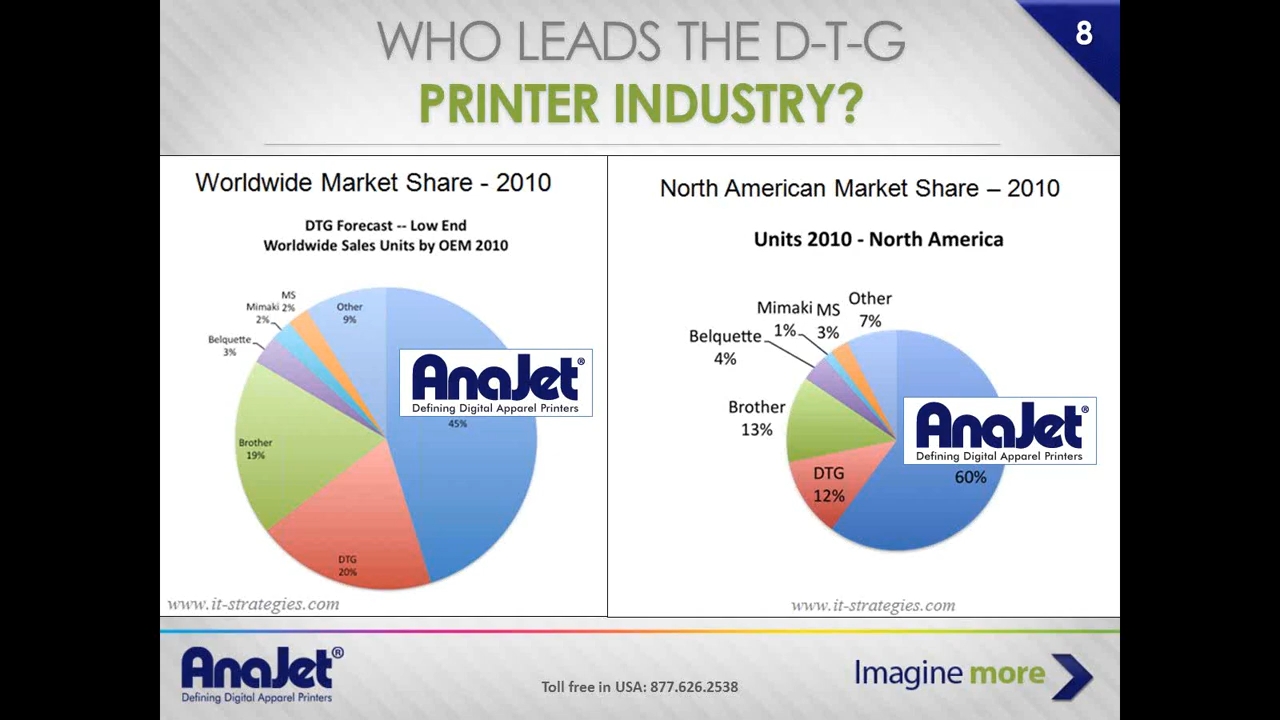 WHO LEADS THE D-T-G
PRINTER INDUSTRY?
8
Worldwide Market Share - 2010
DTG Forecast -- Low End
Worldwide Sales Units by OEM 2010
MS
2%
Mimaki
2%
Other
9%
Belquette
3%
AnaJet®
Defining Digital Apparel Printers
45%
Brother
19%
DTG
20%
www.it-strategies.com
North American Market Share – 2010
Units 2010 - North America
Mimaki
1%
MS
3%
Other
7%
Belquette
4%
Brother
13%
AnaJet®
Defining Digital Apparel Printers
60%
DTG
12%
www.it-strategies.com
AnaJet®
Defining Digital Apparel Printers
Toll free in USA: 877.626.2538
Imagine more